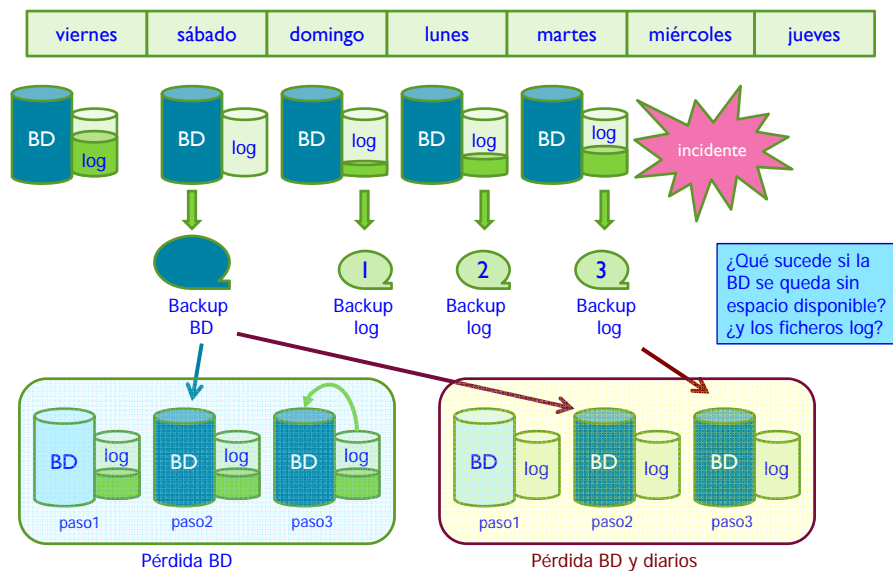 viernes sábado domingo lunes martes miércoles jueves
BD log BD log BD log BD log BD log incidente
1 2 3
Backup BD
Backup log
Backup log
Backup log
¿Qué sucede si la
BD se queda sin
espacio disponible?
¿y los ficheros log?
BD log BD log BD log
paso1 paso2 paso3
Pérdida BD
BD log BD log BD log
paso1 paso2 paso3
Pérdida BD y diarios